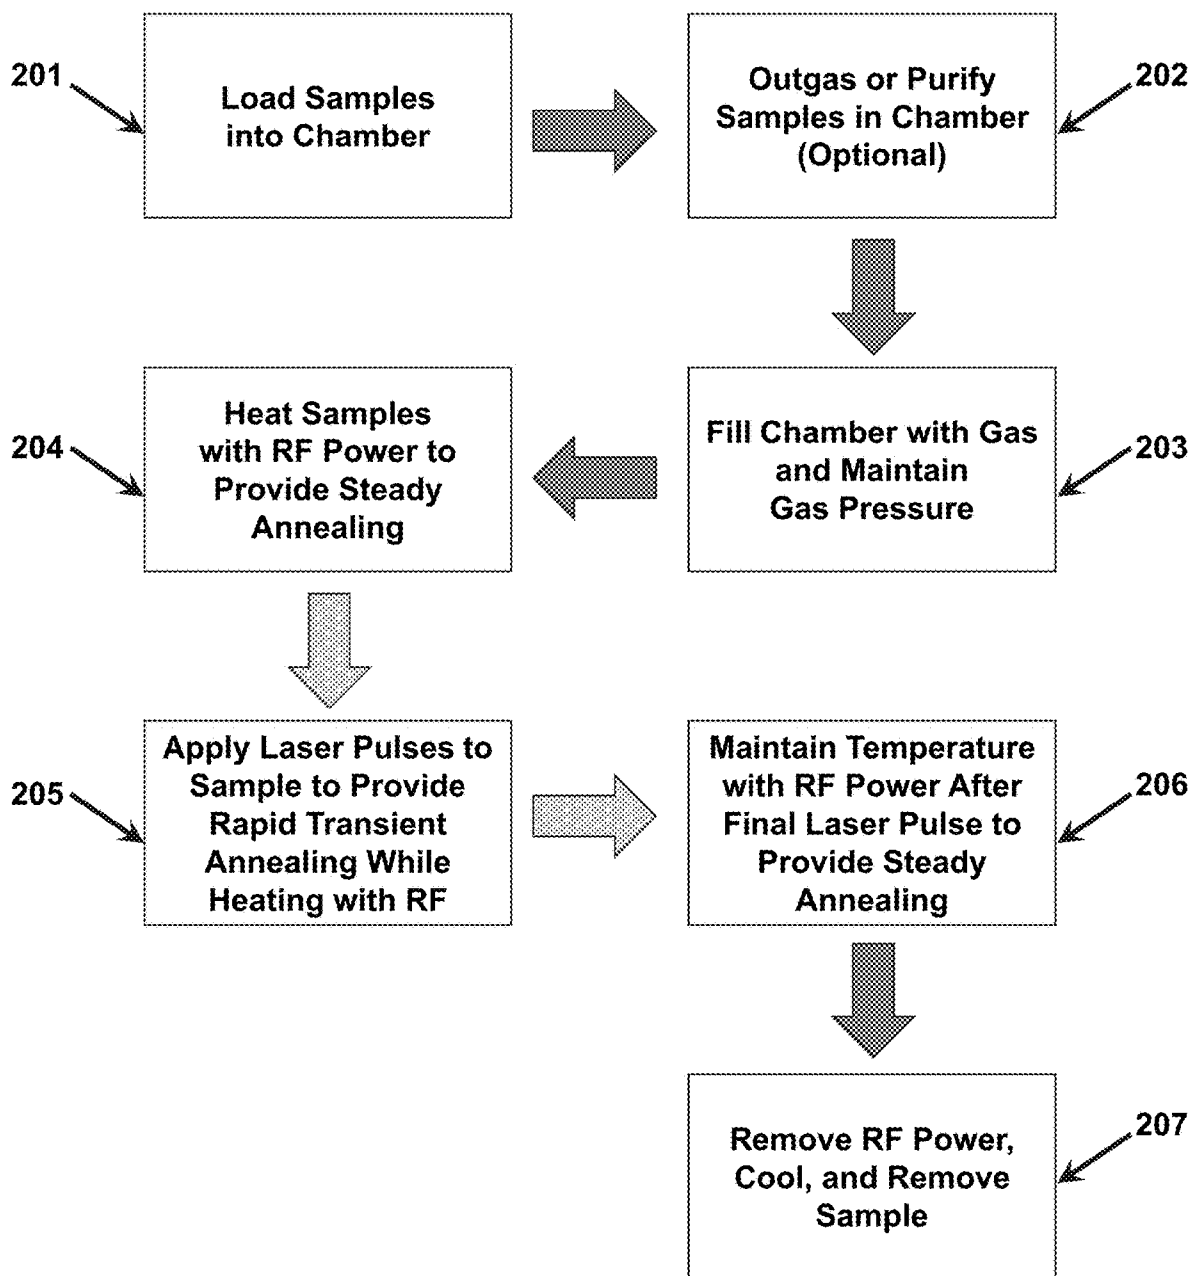 201
Load Samples
into Chamber
Outgas or Purify
Samples in Chamber
(Optional)
202
204
Heat Samples
with RF Power to
Provide Steady
Annealing
Fill Chamber with Gas
and Maintain
Gas Pressure
203
205
Apply Laser Pulses to
Sample to Provide
Rapid Transient
Annealing While
Heating with RF
Maintain Temperature
with RF Power After
Final Laser Pulse to
Provide Steady
Annealing
206
Remove RF Power,
Cool, and Remove
Sample
207